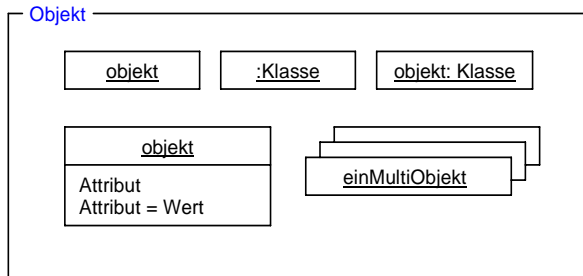 Objekt
objekt
:Klasse
objekt: Klasse
objekt
Attribut
Attribut = Wert
einMultiObjekt